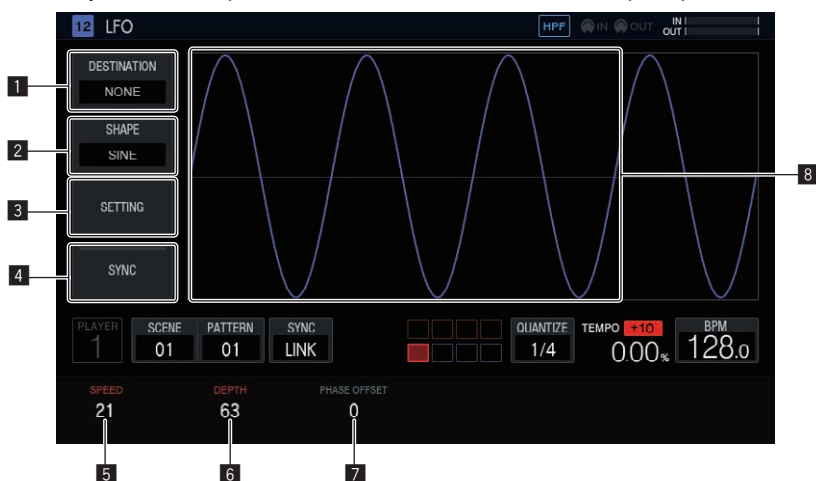 12 LFO HPF IN OUT IN
OUT
DESTINATION
NONE
1
SHAPE
SINE
2
8
SETTING
3
SYNC
4
PLAYER SCENE PATTERN SYNC QUANTIZE TEMPO +10 BPM
1 01 01 LINK 1/4 0.00% 128.0
SPEED DEPTH PHASE OFFSET
21 63 0
5 6 7